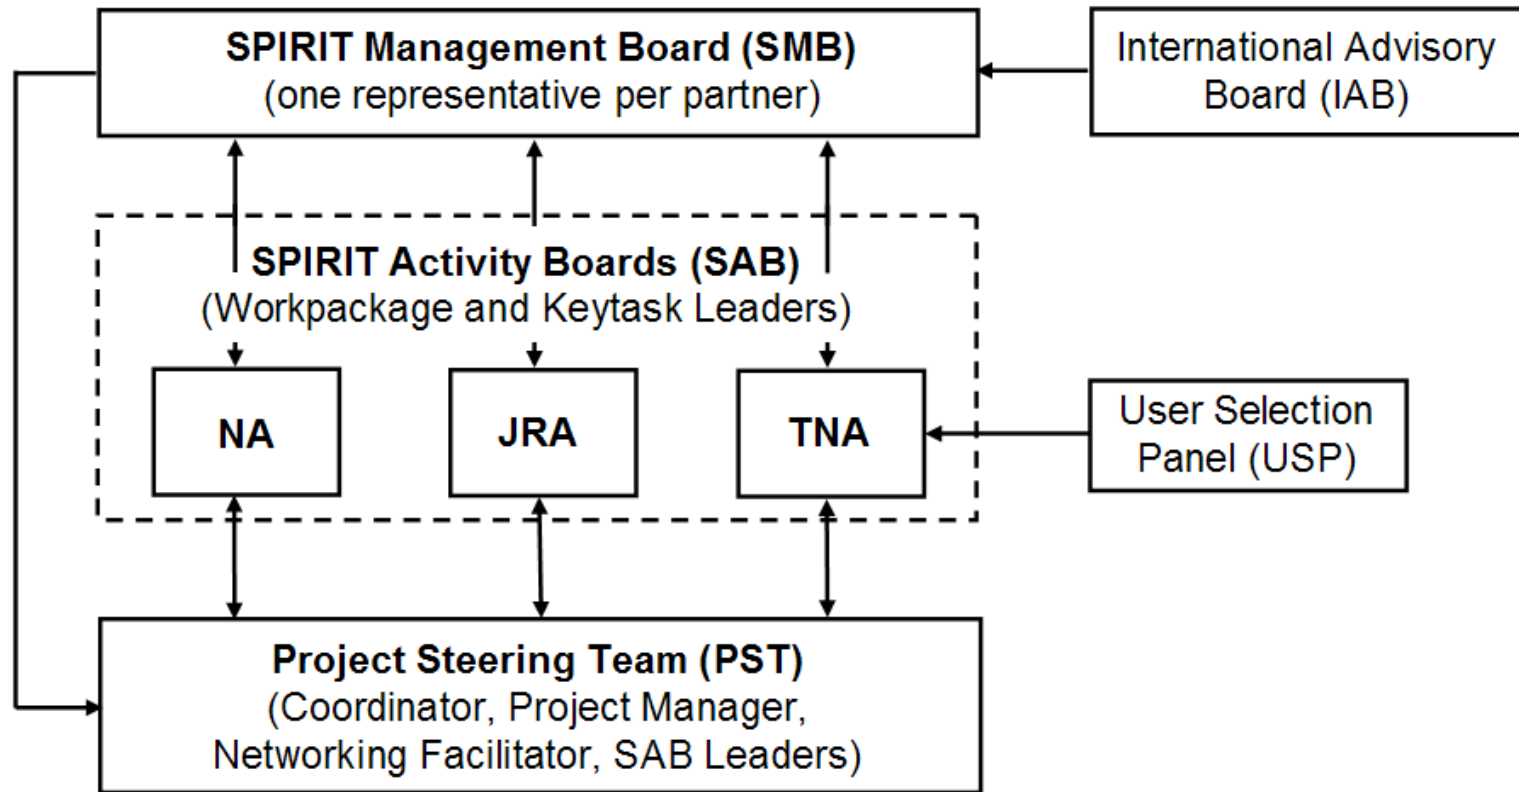 SPIRIT Management Board (SMB)
(one representative per partner)
International Advisory
Board (IAB)
SPIRIT Activity Boards (SAB)
(Workpackage and Keytask Leaders)
NA
JRA
TNA
User Selection
Panel (USP)
Project Steering Team (PST)
(Coordinator, Project Manager,
Networking Facilitator, SAB Leaders)